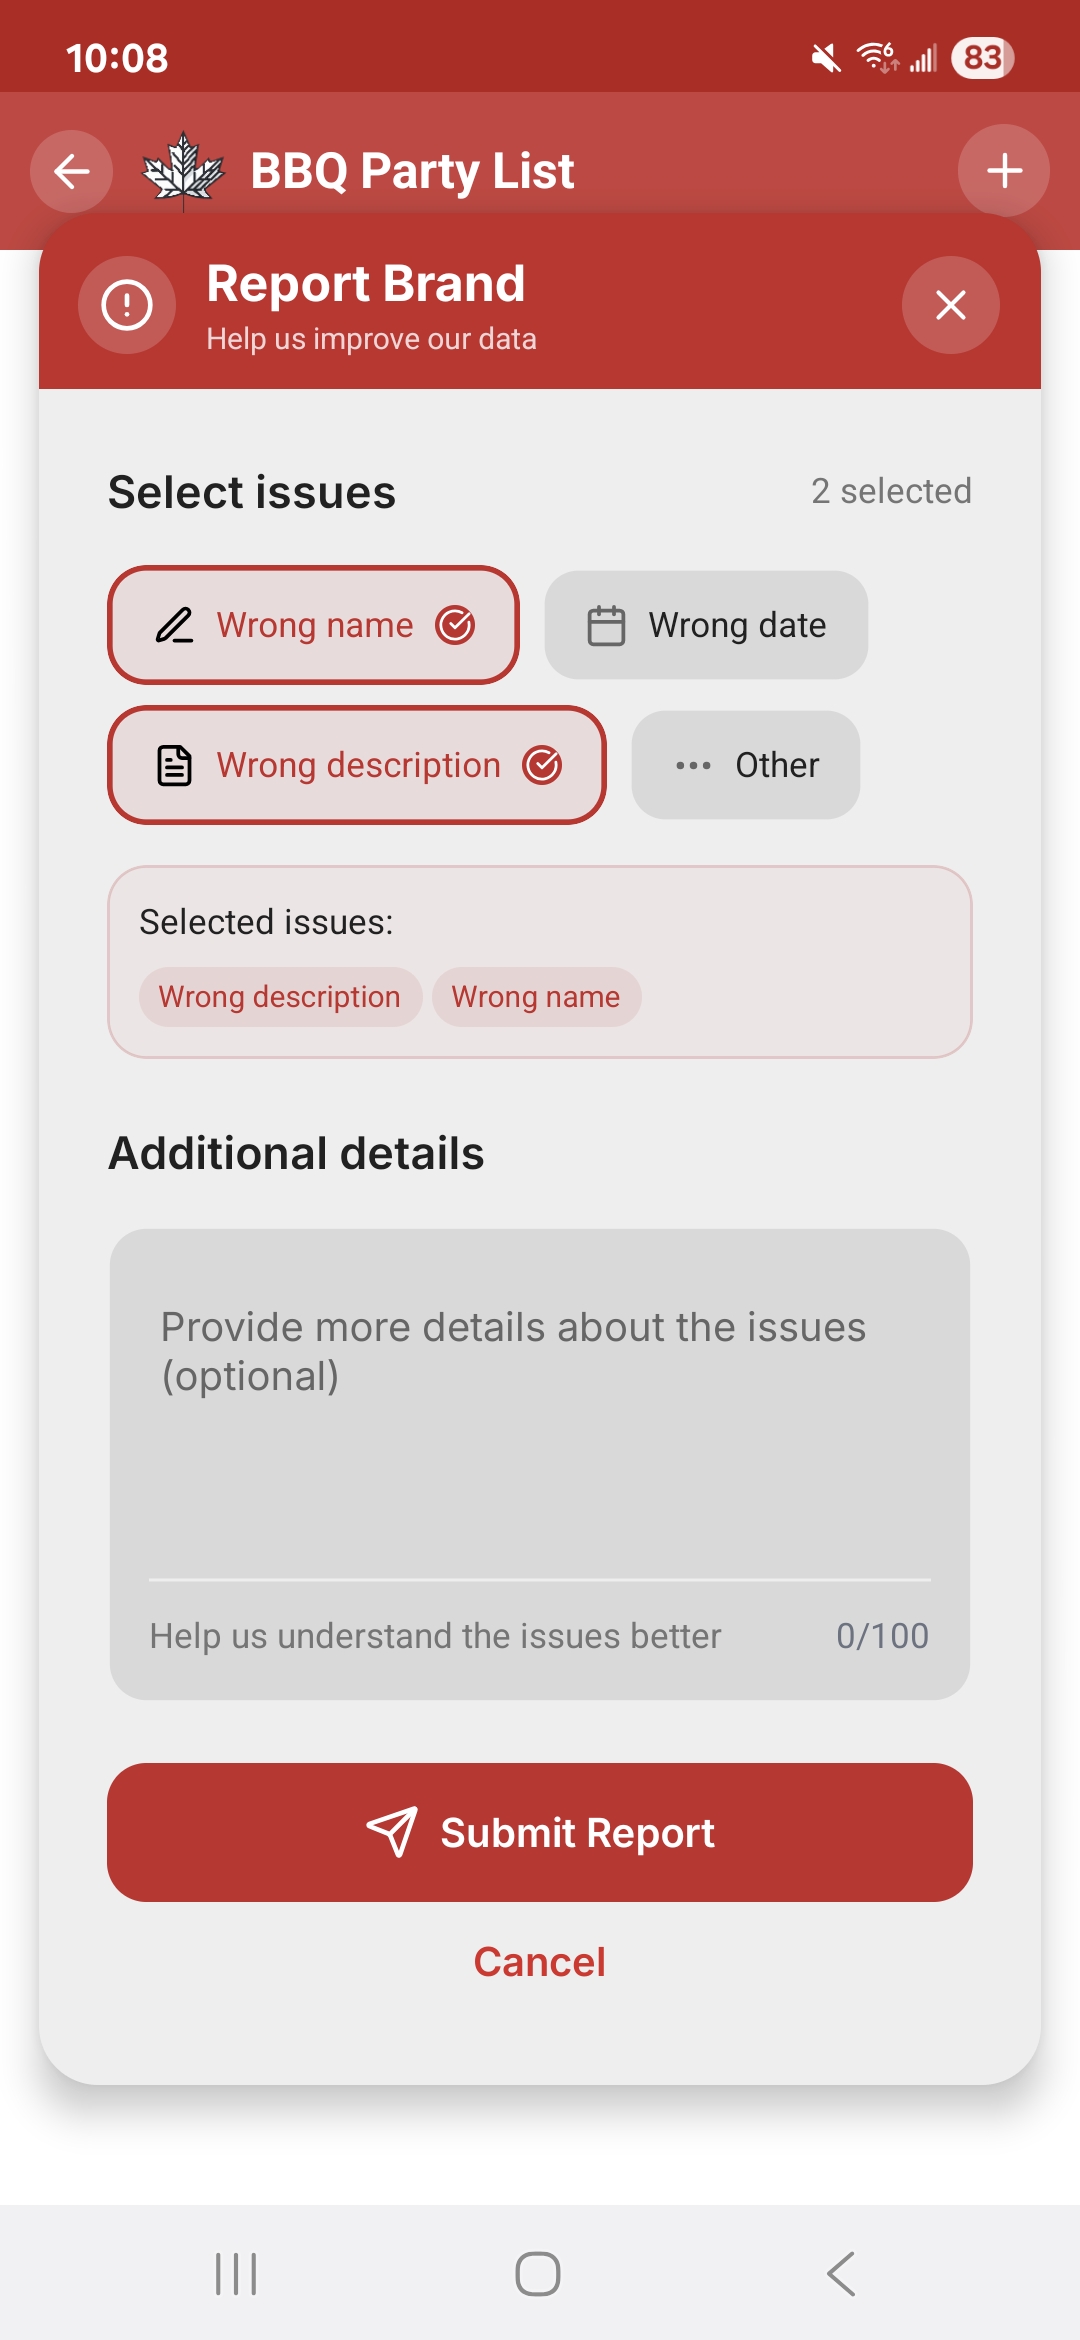 10:08
6
83
BBQ Party List
Report Brand
Help us improve our data
Select issues
2 selected
Wrong name
Wrong date
Wrong description
Other
Selected issues:
Wrong description
Wrong name
Additional details
Provide more details about the issues
(optional)
Help us understand the issues better
0/100
Submit Report
Cancel